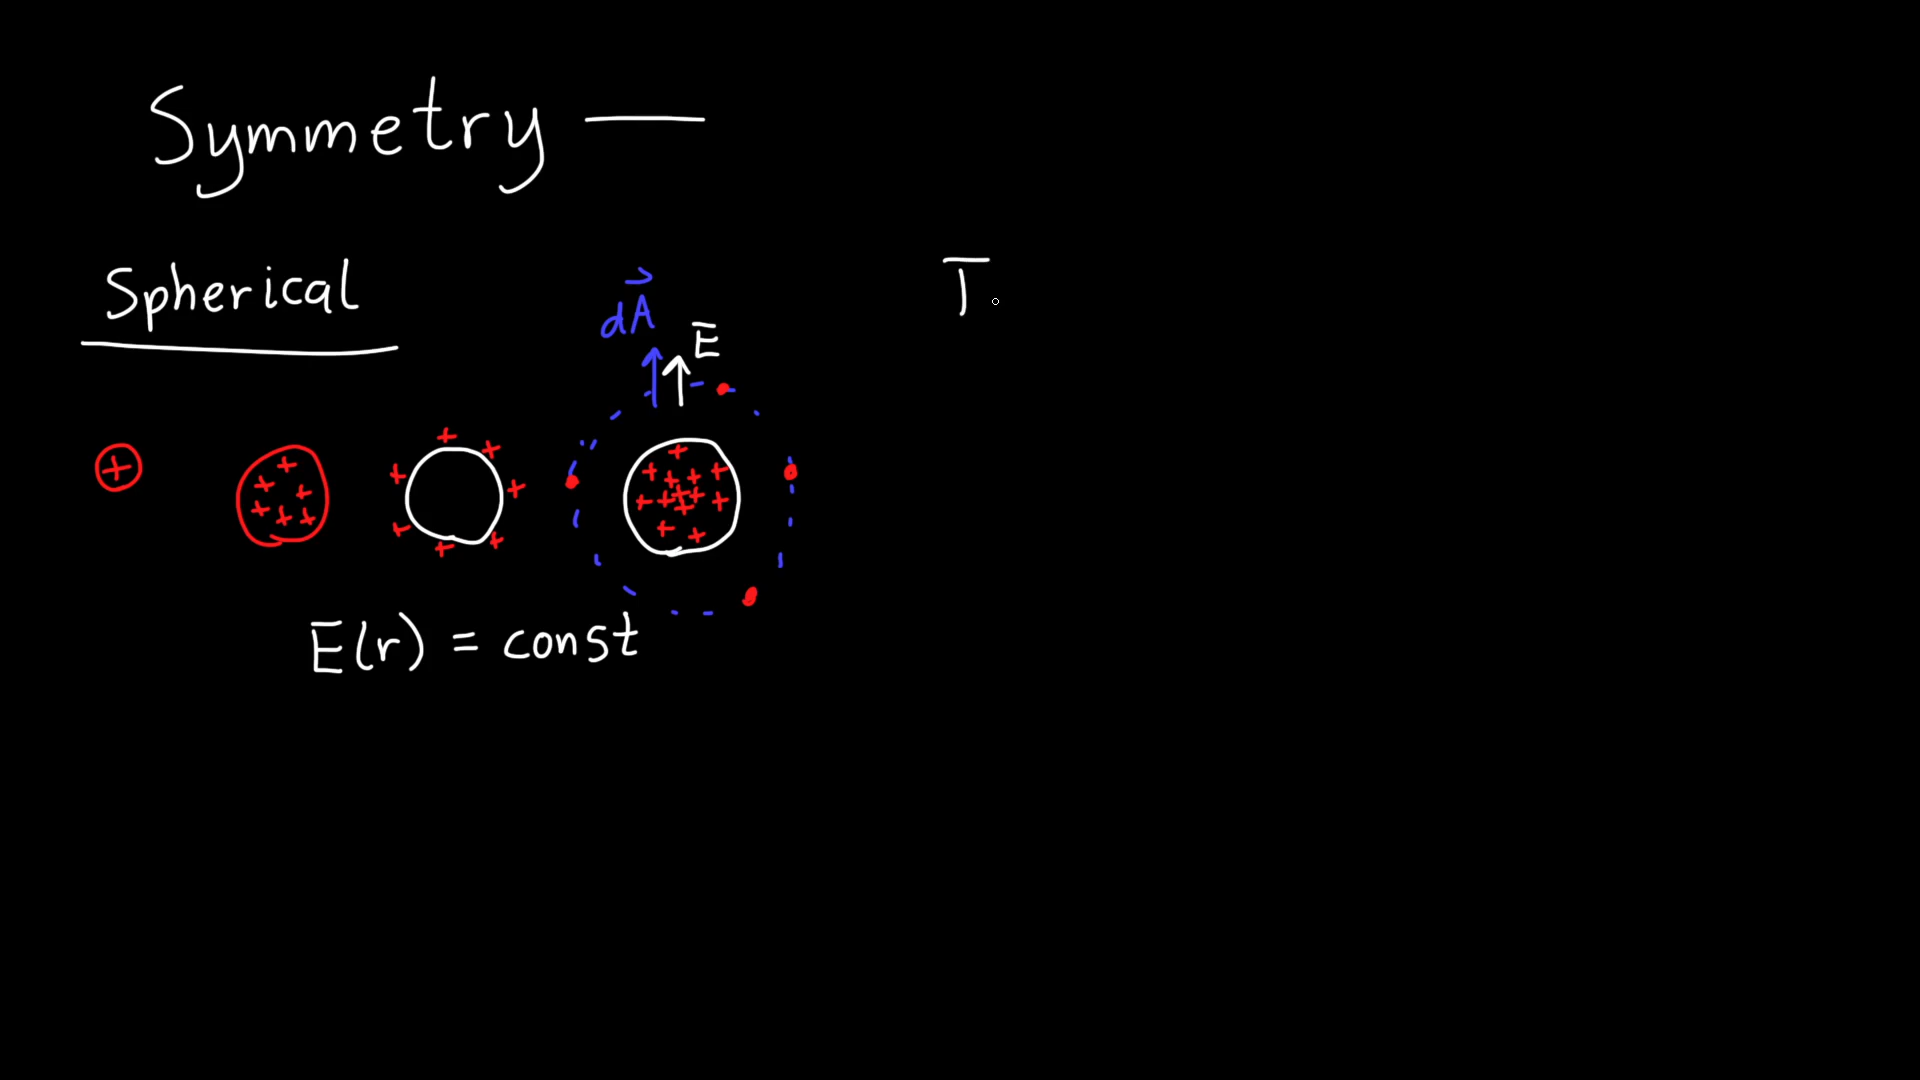 Symmetry —
Spherical
dA⃗
E
T
E(r) = const